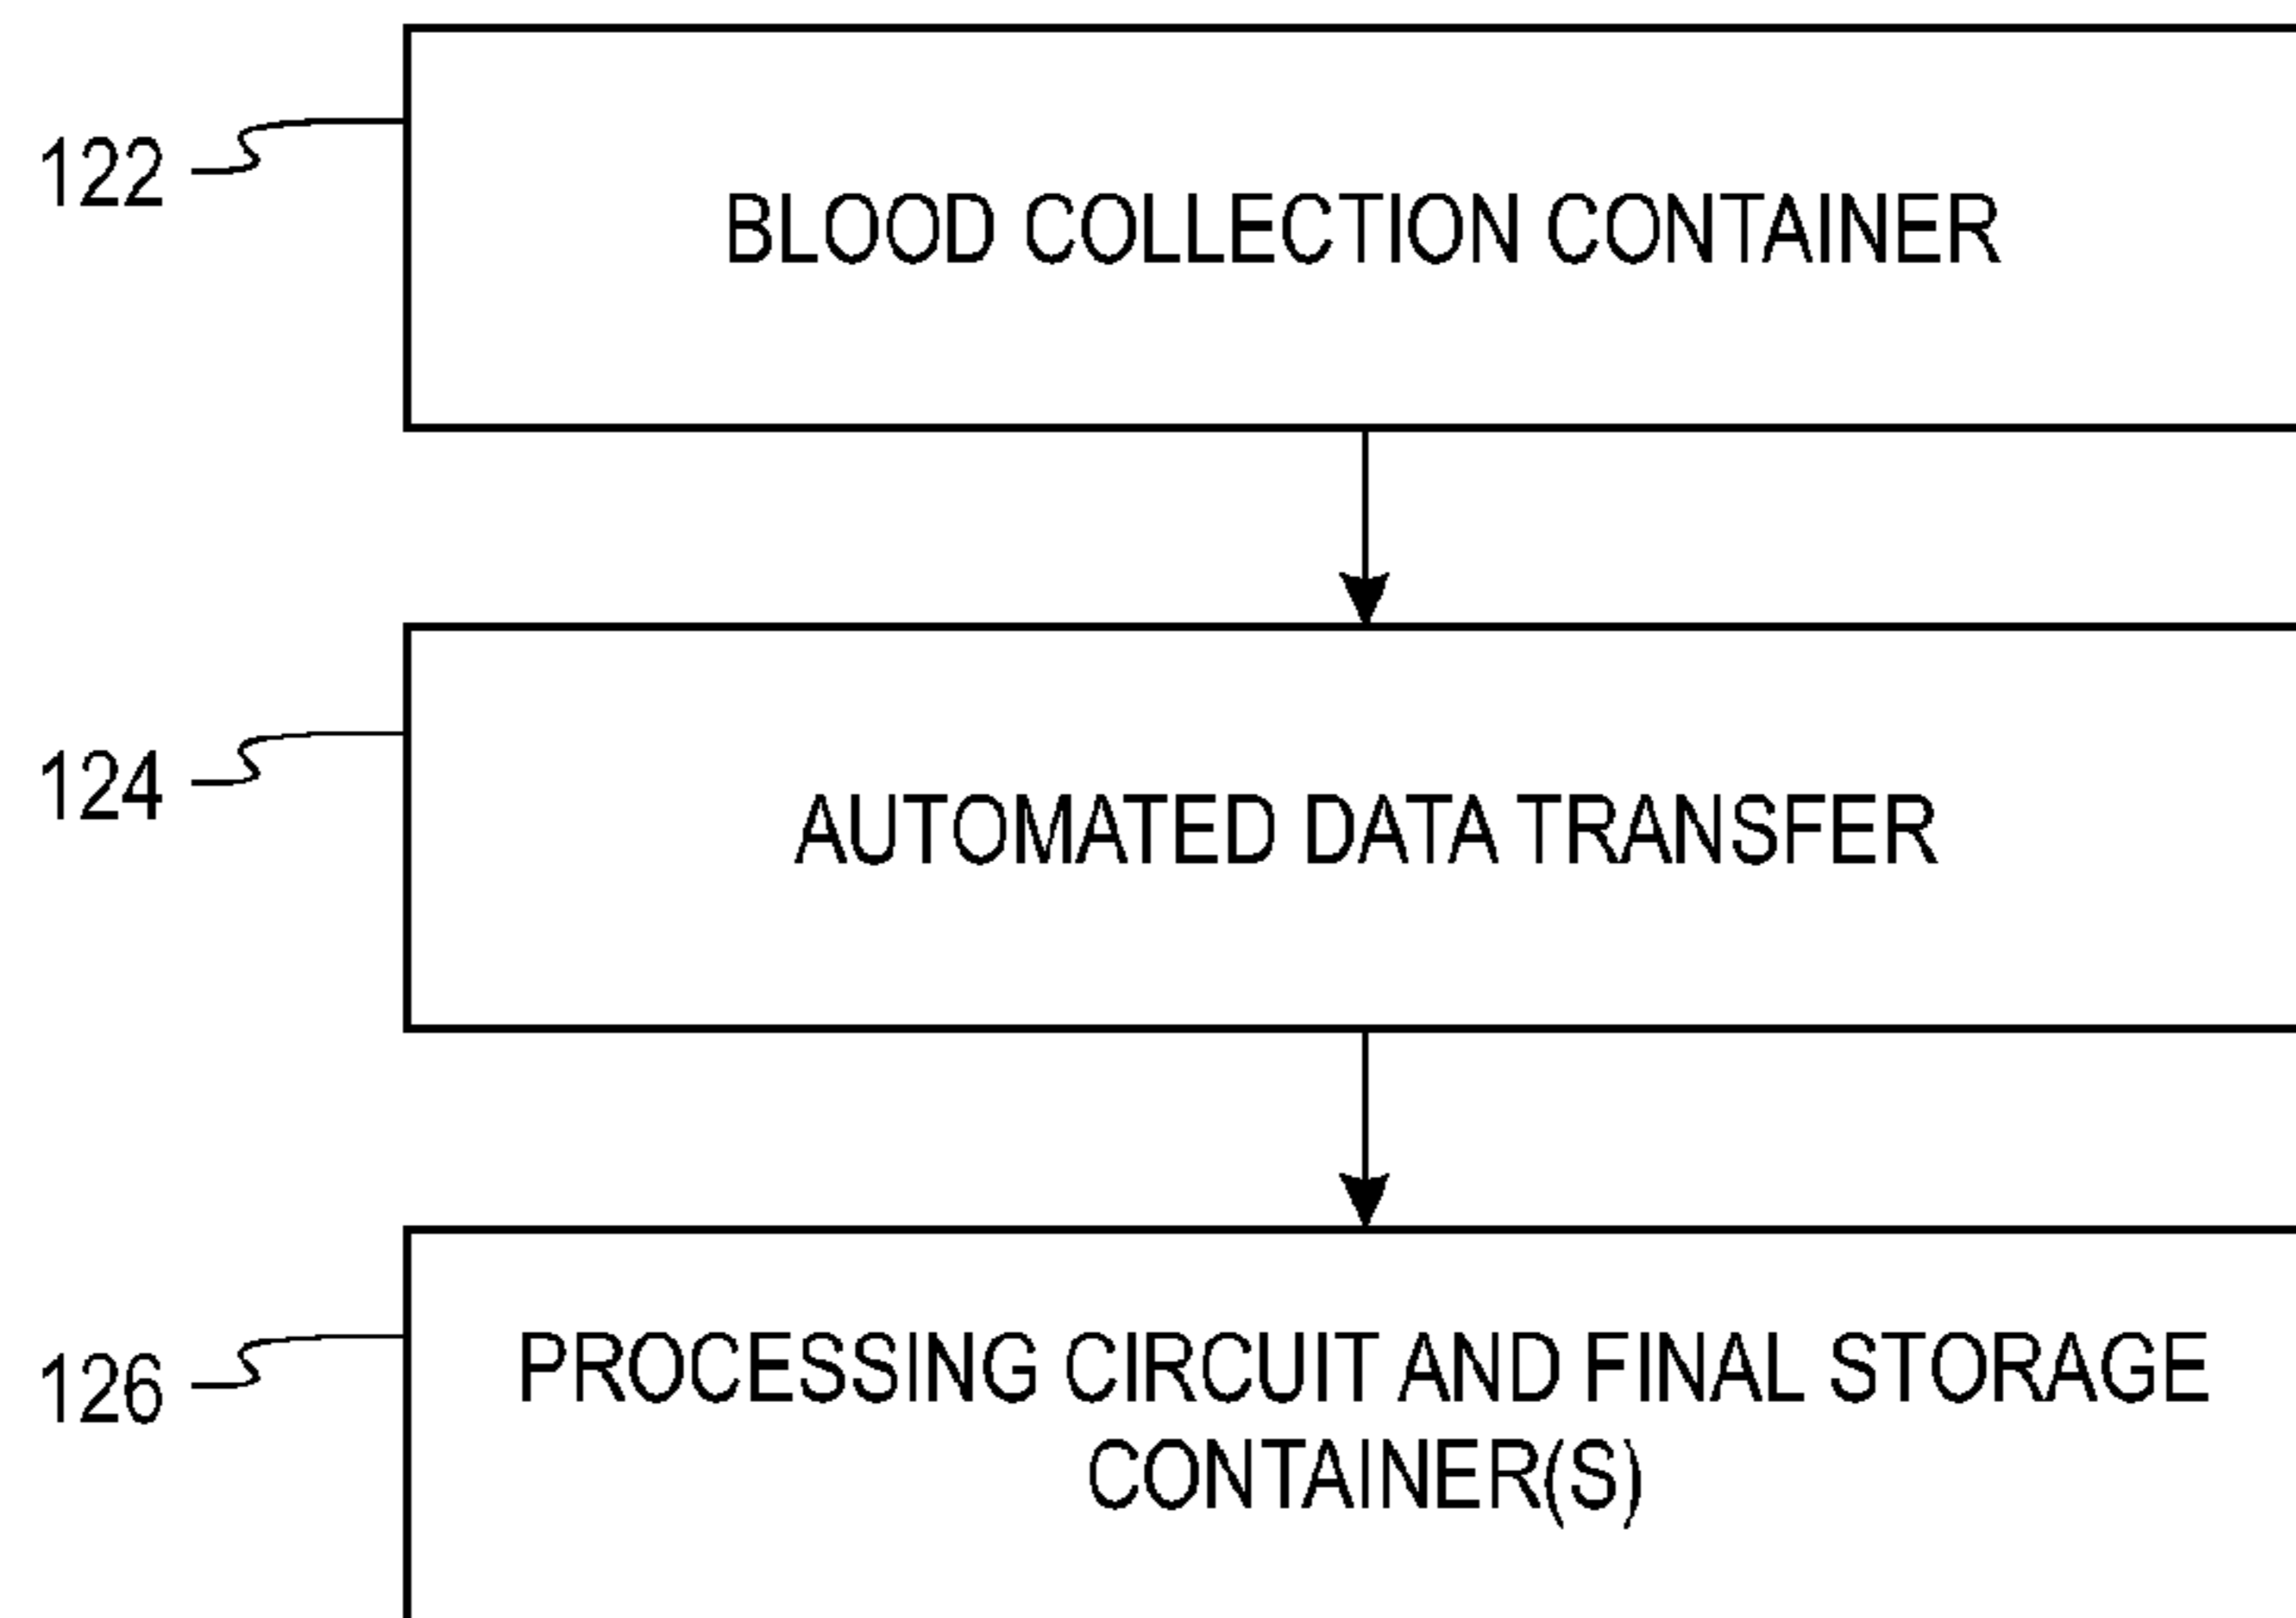 122
BLOOD COLLECTION CONTAINER
124
AUTOMATED DATA TRANSFER
126
PROCESSING CIRCUIT AND FINAL STORAGE
CONTAINER(S)